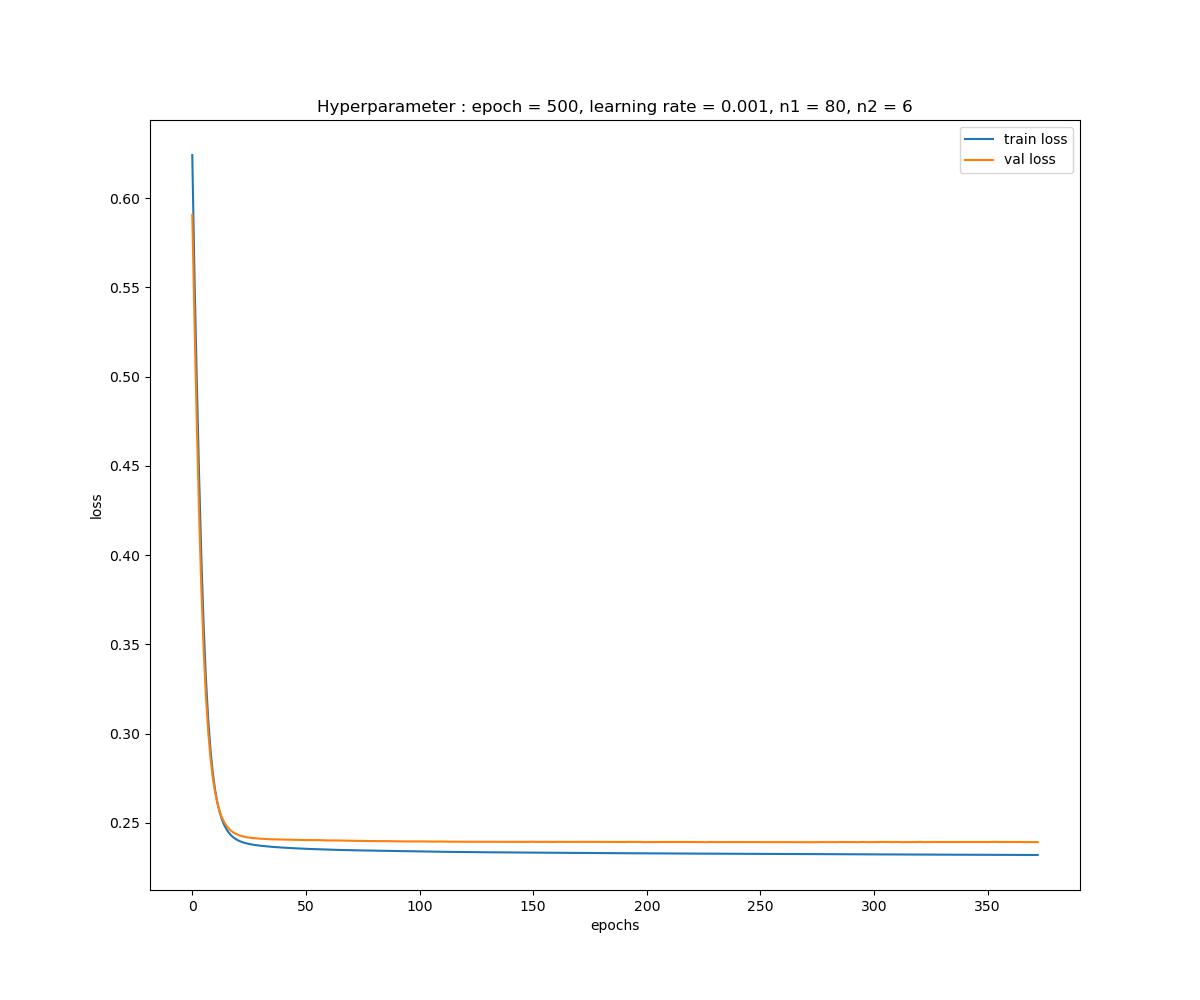 Hyperparameter : epoch = 500, learning rate = 0.001, n1 = 80, n2 = 6
train loss
val loss
0.60
0.55
0.50
0.45
0.40
0.35
0.30
0.25
loss
0 50 100 150 200 250 300 350
epochs